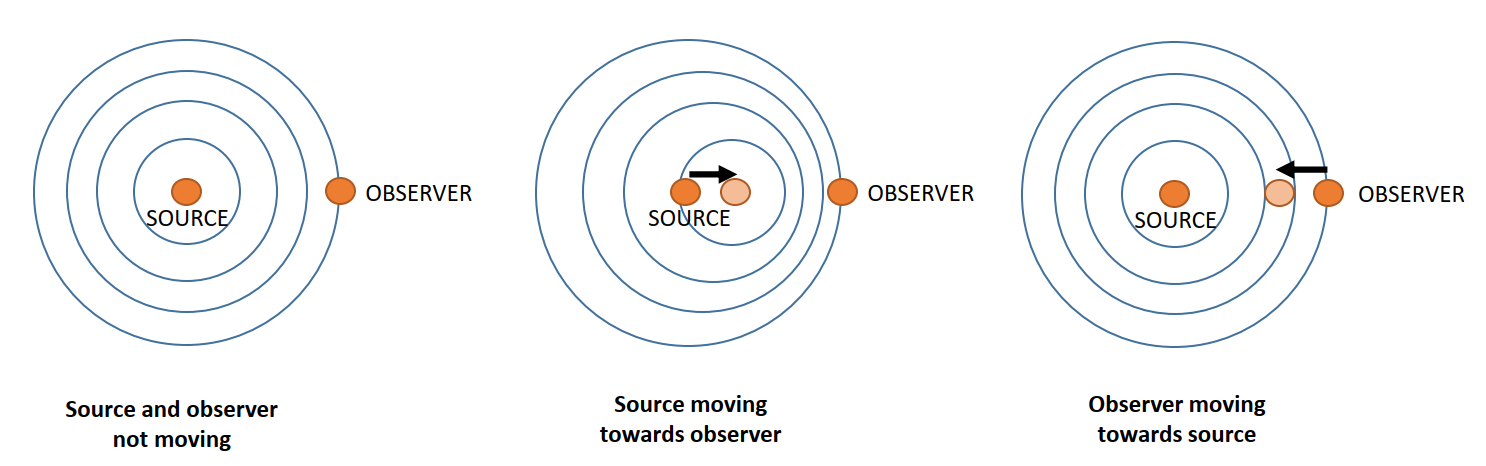 SOURCE
OBSERVER
Source and observer
not moving
SOURCE
OBSERVER
Source moving
towards observer
SOURCE
OBSERVER
Observer moving
towards source